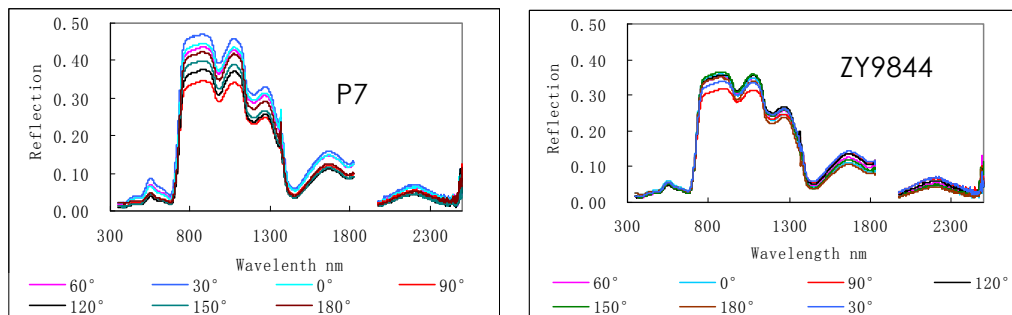 0.50
0.40
0.30
0.20
0.10
0.00
Reflection
P7
300 800 1300 1800 2300
Wavelenth nm
60° 30° 0° 90°
120° 150° 180°
0.50
0.40
0.30
0.20
0.10
0.00
Reflection
ZY9844
300 800 1300 1800 2300
Wavelength nm
60° 0° 90° 120°
150° 180° 30°